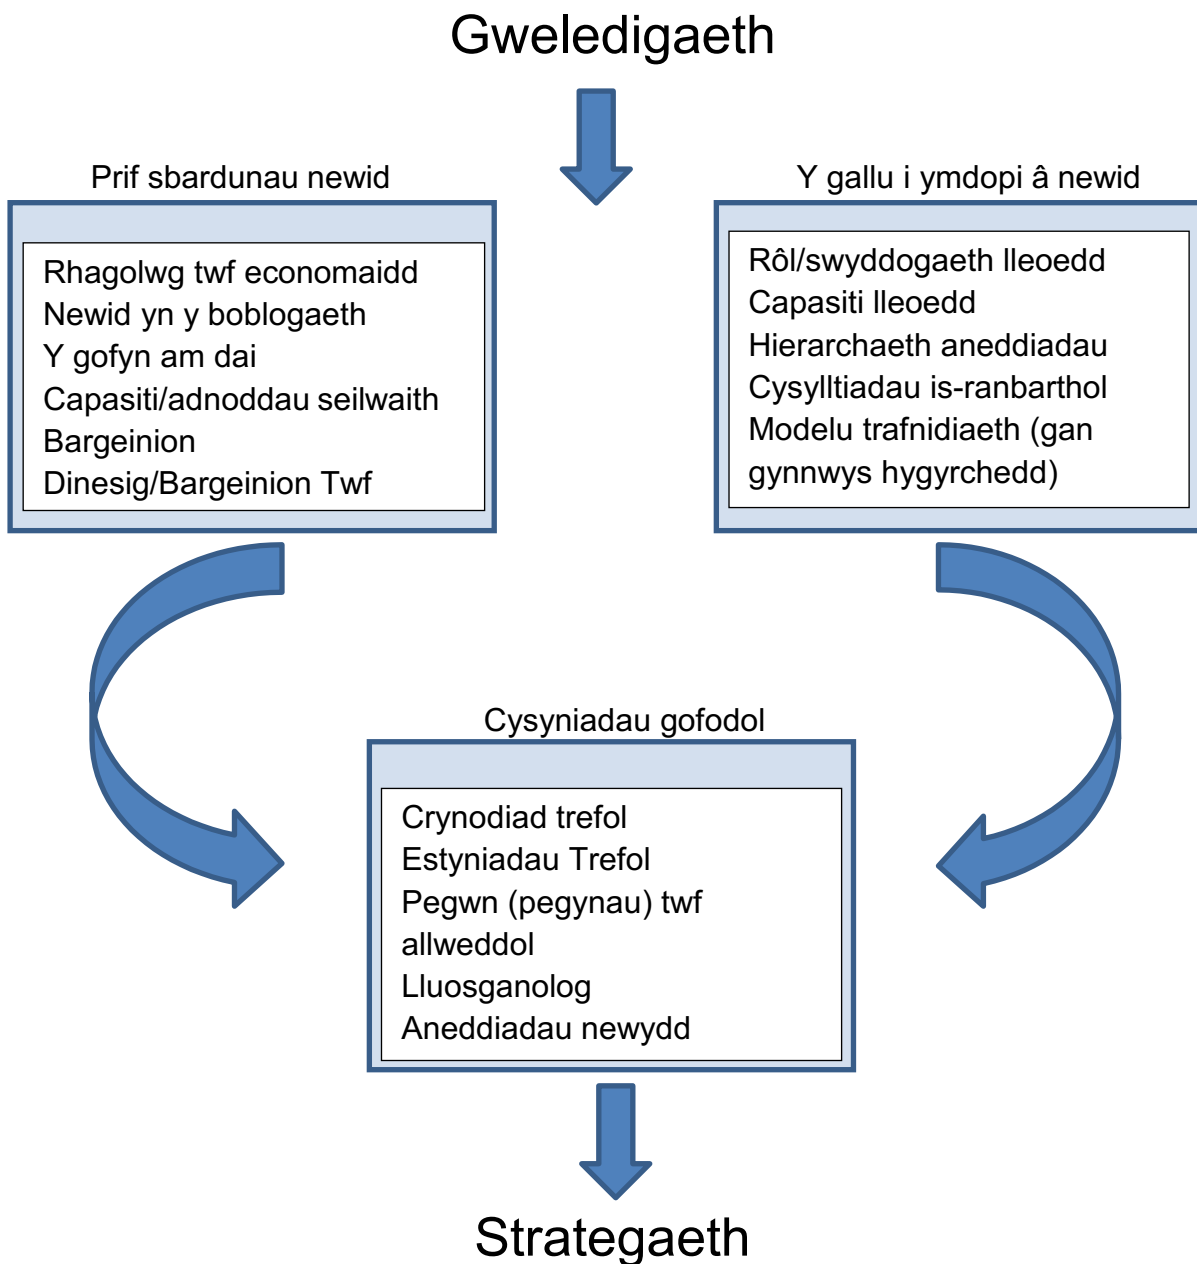 Gweledigaeth
Prif sbardunau newid
Rhagolwg twf economaidd
Newid yn y boblogaeth
Y gofyn am dai
Capasiti/adnoddau seilwaith
Bargeinion
Dinesig/Bargeinion Twf
Y gallu i ymdopi â newid
Rôl/swyddogaeth lleoedd
Capasiti lleoedd
Hierarchaeth aneddiadau
Cysylltiadau is-ranbarthol
Modelu trafnidiaeth (gan
gynnwys hygyrchedd)
Cysyniadau gofodol
Crynodiad trefol
Estyniadau Trefol
Pegwn (pegynau) twf
allweddol
Lluosganolog
Aneddiadau newydd
Strategaeth